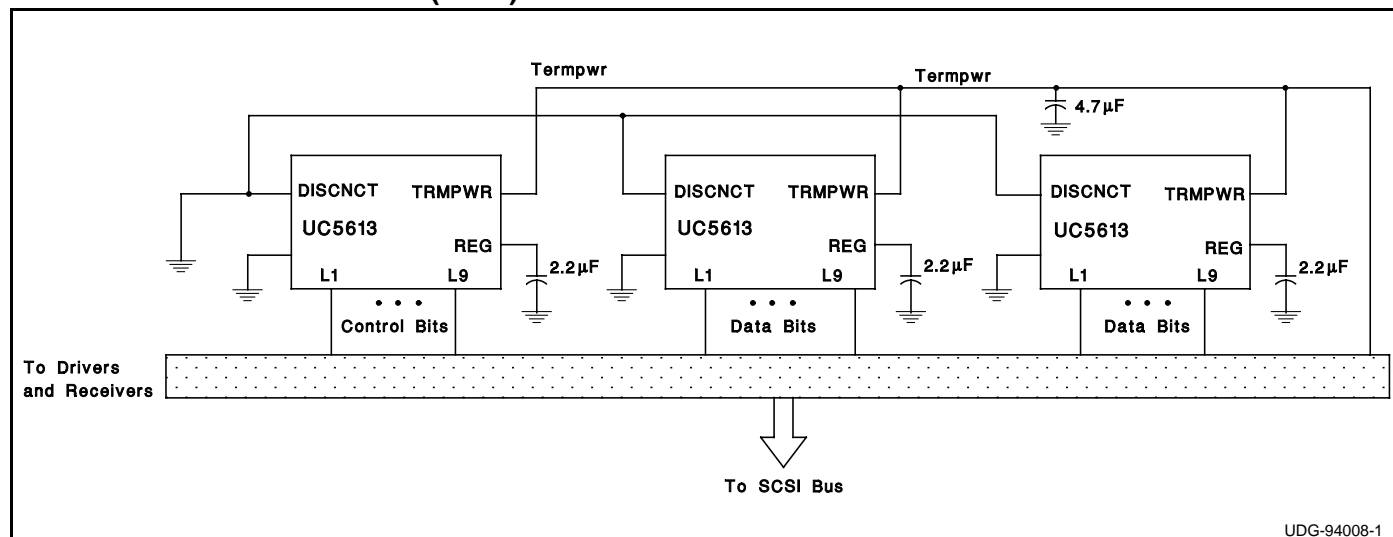 Termpwr
Termpwr
4.7µF
DISCNCT TRMPWR
UC5613
REG
2.2µF
L1 L9
• • •
Control Bits
DISCNCT TRMPWR
UC5613
REG
2.2µF
L1 L9
• • •
Data Bits
DISCNCT TRMPWR
UC5613
REG
2.2µF
L1 L9
• • •
Data Bits
To Drivers
and Receivers
To SCSI Bus
UDG-94008-1